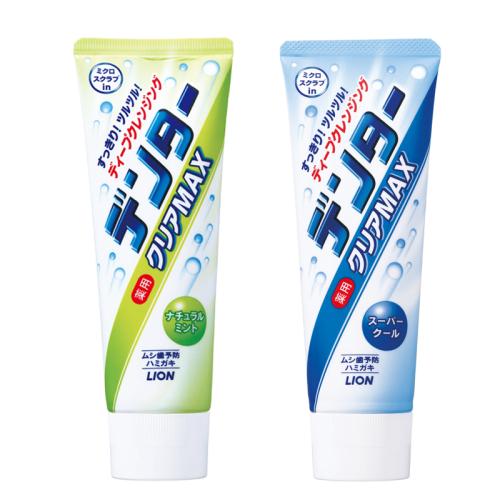 ミクロ
スクラブ
in
すっきり!ツルツル!
ディープクレンジング
デンター
クリアMAX
薬用
ナチュラル
ミント
ムシ歯予防
ハミガキ
LION
ミクロ
スクラブ
in
すっきり!ツルツル!
ディープクレンジング
デンター
クリアMAX
薬用
スーパー
クール
ムシ歯予防
ハミガキ
LION